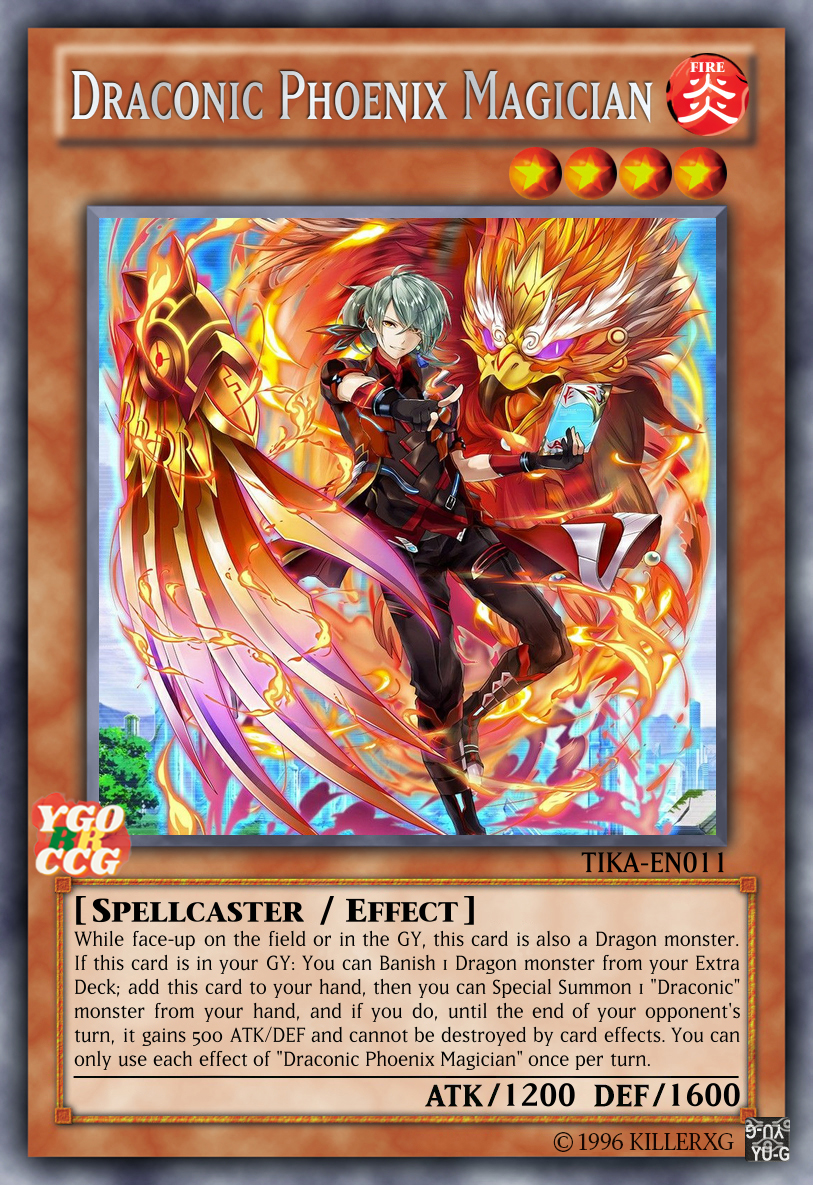 DRACONIC PHOENIX MAGICIAN
FIRE
炎
YGO
RR
CCG
TIKA-EN011
[ SPELLCASTER / EFFECT ]
While face-up on the field or in the GY, this card is also a Dragon monster.
If this card is in your GY: You can Banish 1 Dragon monster from your Extra
Deck; add this card to your hand, then you can Special Summon 1 "Draconic"
monster from your hand, and if you do, until the end of your opponent's
turn, it gains 500 ATK/DEF and cannot be destroyed by card effects. You can
only use each effect of "Draconic Phoenix Magician" once per turn.
ATK/1200 DEF/1600
© 1996 KILLERXG
YU-G